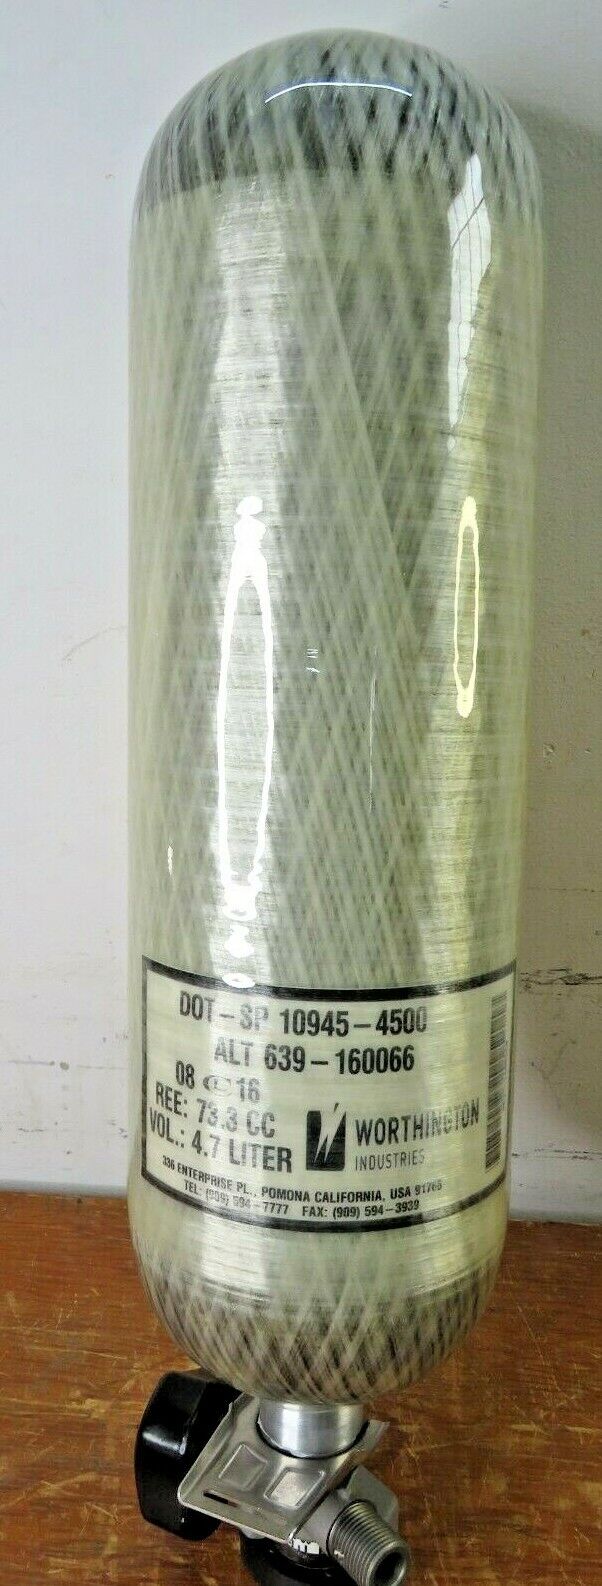 DOT-SP 10945-4500
ALT 639-160066
08 16
REE: 73.3 CC
VOL.: 4.7 LITER
WORTHINGTON
INDUSTRIES
336 ENTERPRISE PL., POMONA CALIFORNIA, USA 91768
TEL: (909) 594-7777 FAX: (909) 594-3939